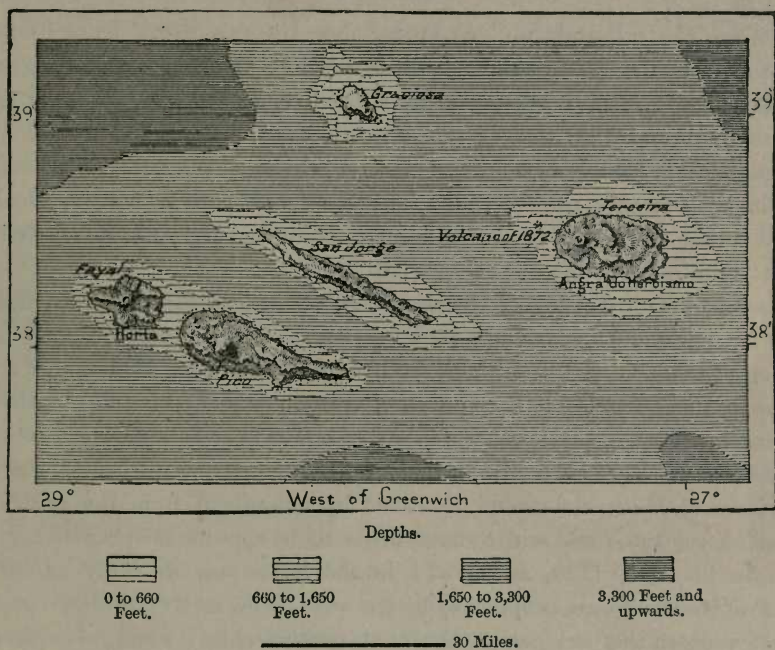 Graciosa
39°
39°
Terceira
Volcano of 1872
San Jorge
Angra do Heroismo
Fayal
Horta
38°
38°
Pico
29°
West of Greenwich
27°
Depths.
0 to 660
Feet.
660 to 1,650
Feet.
1,650 to 3,300
Feet.
3,300 Feet and
upwards.
30 Miles.